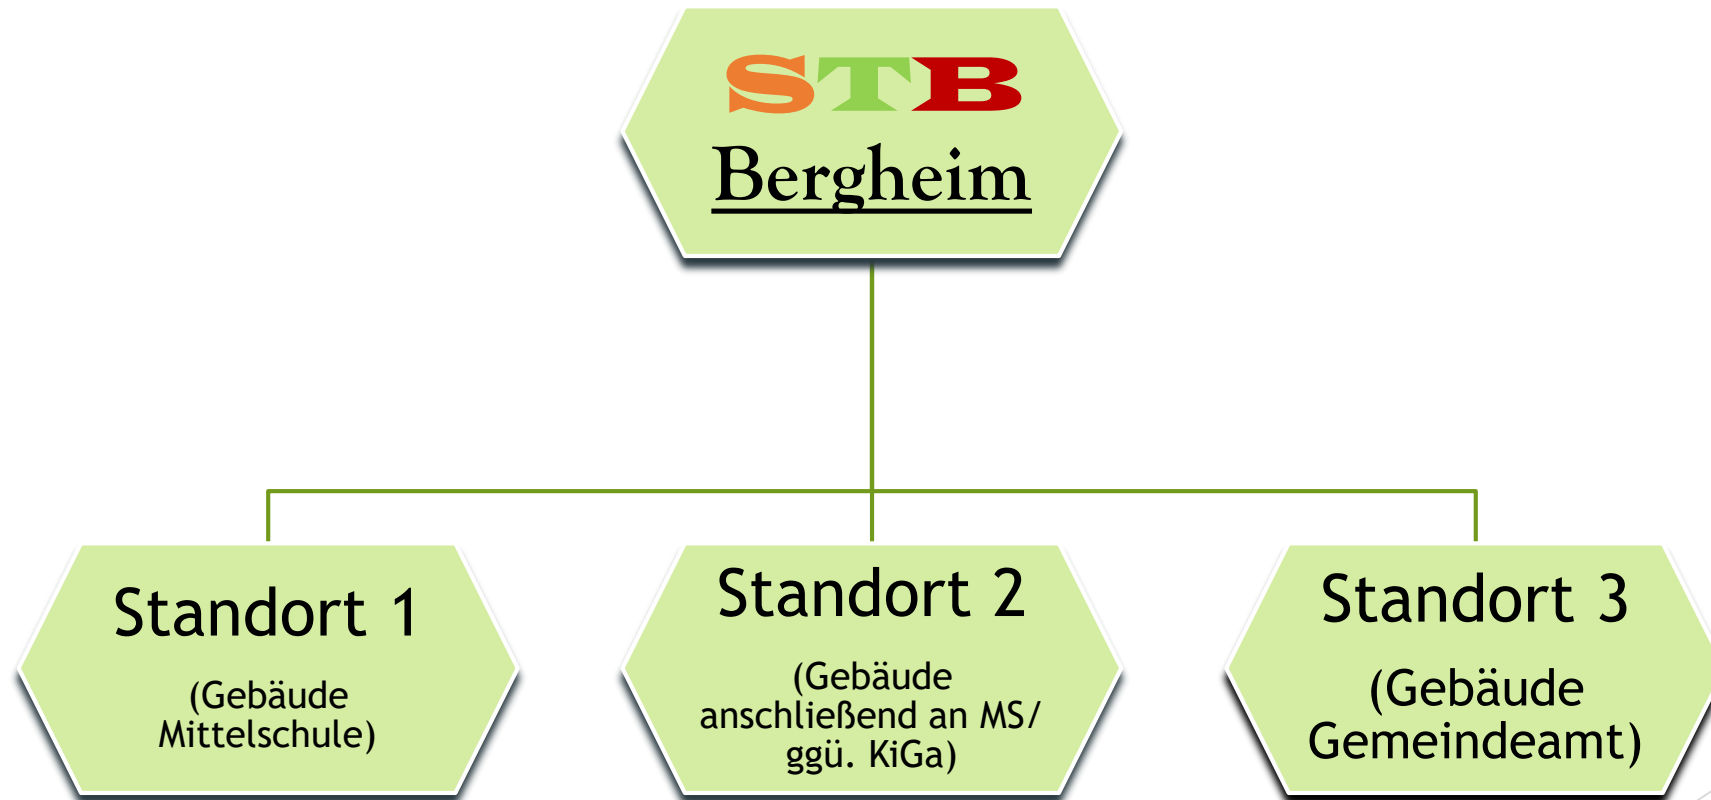 STB
Bergheim
Standort 1
(Gebäude
Mittelschule)
Standort 2
(Gebäude
anschließend an MS/
ggü. KiGa)
Standort 3
(Gebäude
Gemeindeamt)